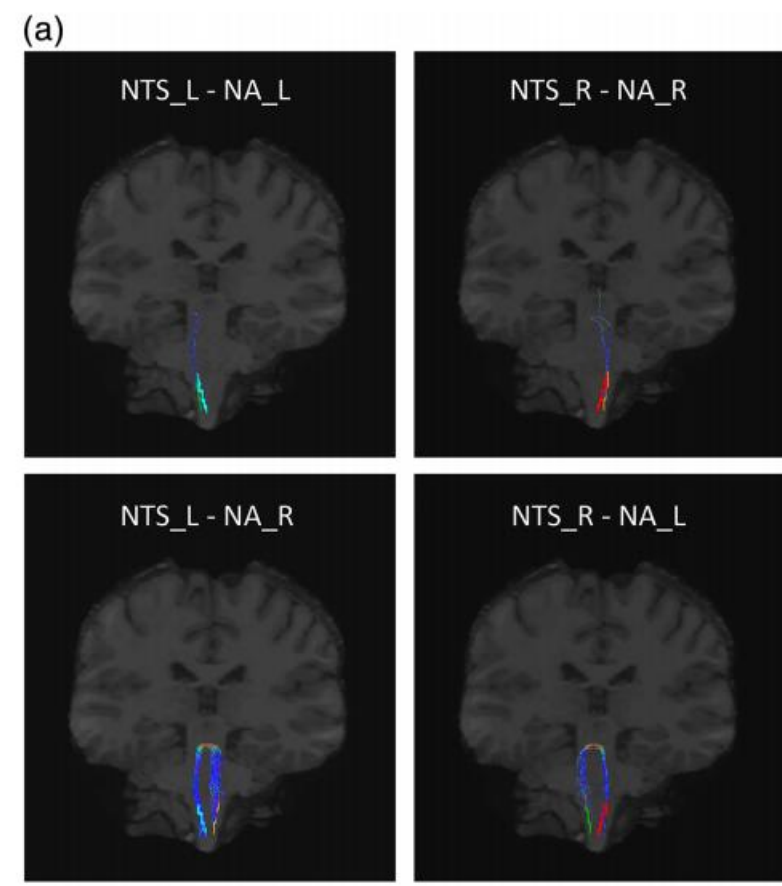 (a)
NTS_L - NA_L
NTS_R - NA_R
NTS_L - NA_R
NTS_R - NA_L